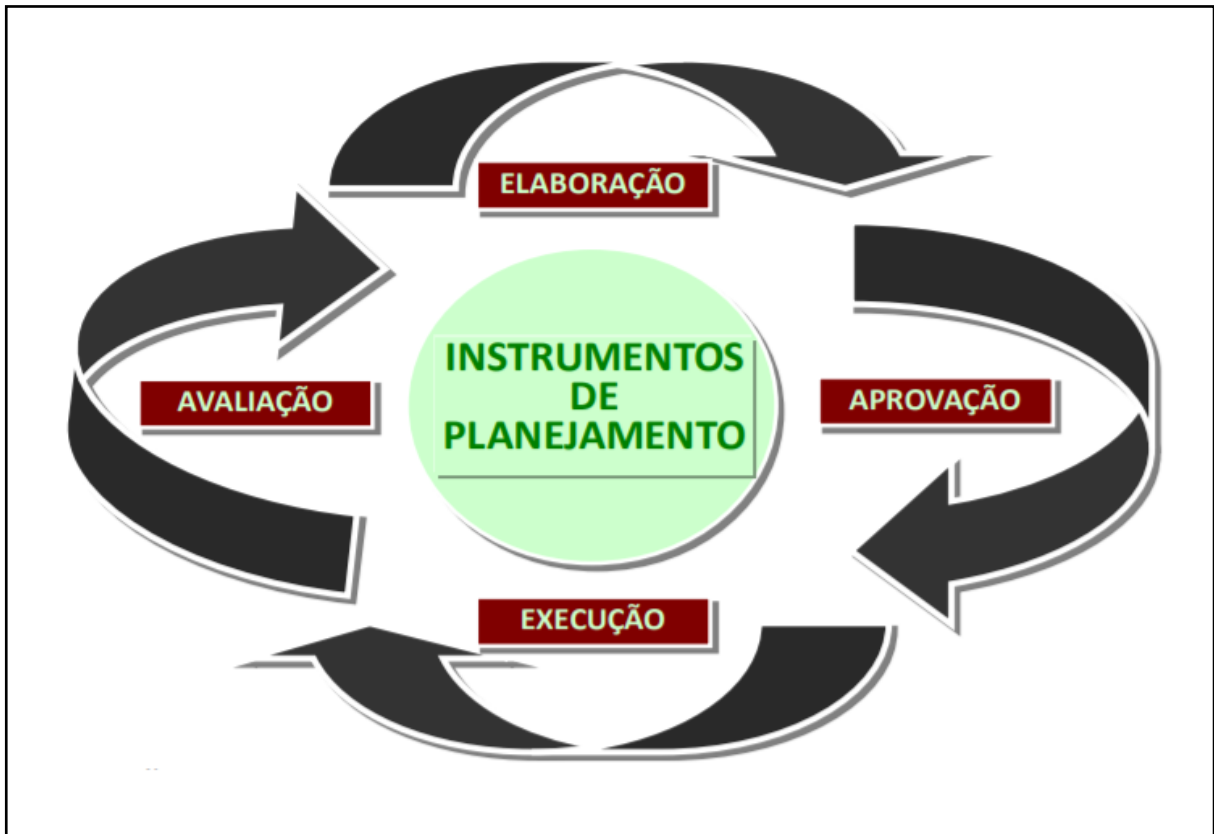 ELABORAÇÃO
INSTRUMENTOS
DE
PLANEJAMENTO
AVALIAÇÃO
APROVAÇÃO
EXECUÇÃO